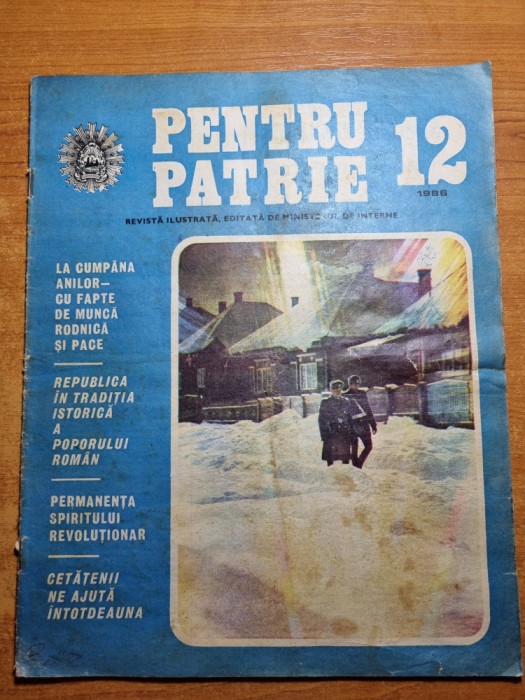 PENTRU
PATRIE
12
1986
REVISTĂ ILUSTRATĂ, EDITATĂ DE MINISTERUL DE INTERNE
LA CUMPĂNA
ANILOR—
CU FAPTE
DE MUNCĂ
RODNICĂ
ȘI PACE
REPUBLICA
ÎN TRADIȚIA
ISTORICĂ
A
POPORULUI
ROMÂN
PERMANENȚA
SPIRITULUI
REVOLUȚIONAR
CETĂȚENII
NE AJUTĂ
ÎNTOTDEAUNA